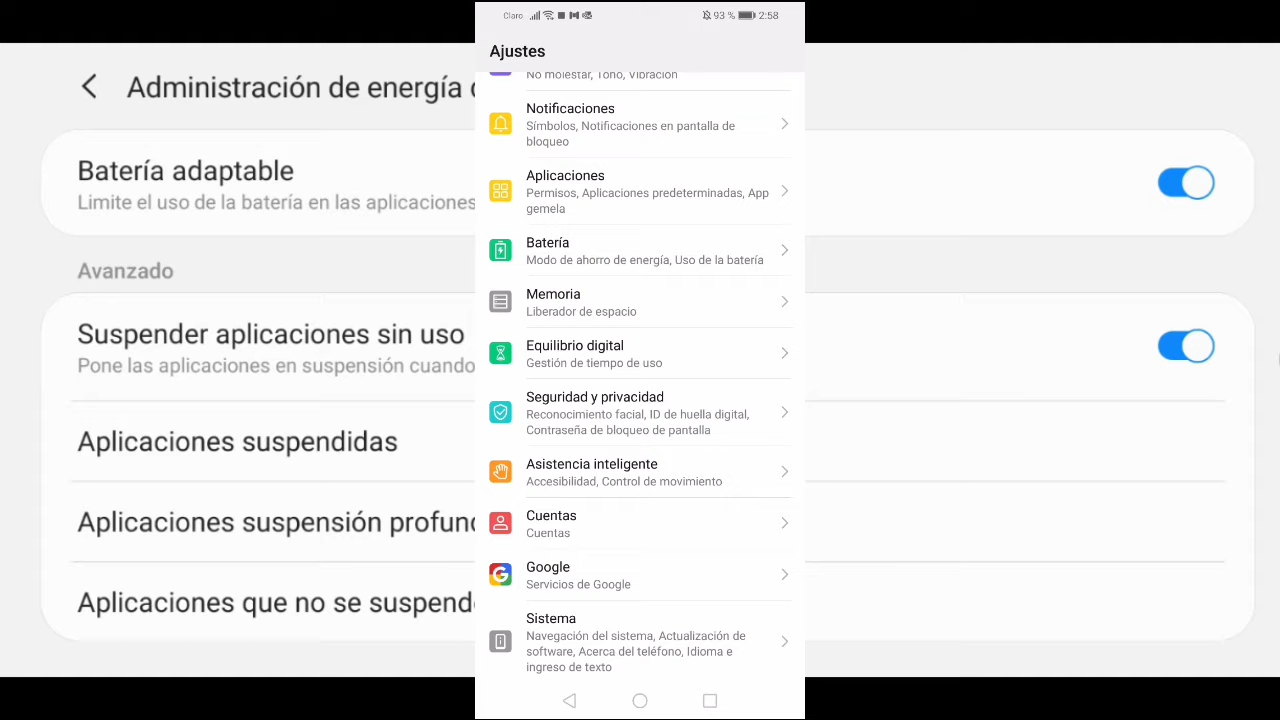 Administración de energía
Batería adaptable
Limite el uso de la batería en las aplicaciones
Avanzado
Suspender aplicaciones sin uso
Pone las aplicaciones en suspensión cuando
Aplicaciones suspendidas
Aplicaciones suspensión
Aplicaciones que no se
Claro
93 %
2:58
Ajustes
No molestar, Tono, Vibración
Notificaciones
Símbolos, Notificaciones en pantalla de
bloqueo
Aplicaciones
Permisos, Aplicaciones predeterminadas, App
gemela
Batería
Modo de ahorro de energía, Uso de la batería
Memoria
Liberador de espacio
Equilibrio digital
Gestión de tiempo de uso
Seguridad y privacidad
Reconocimiento facial, ID de huella digital,
Contraseña de bloqueo de pantalla
Asistencia inteligente
Accesibilidad, Control de movimiento
Cuentas
Cuentas
Google
Servicios de Google
Sistema
Navegación del sistema, Actualización de
software, Acerca del teléfono, Idioma e
ingreso de texto